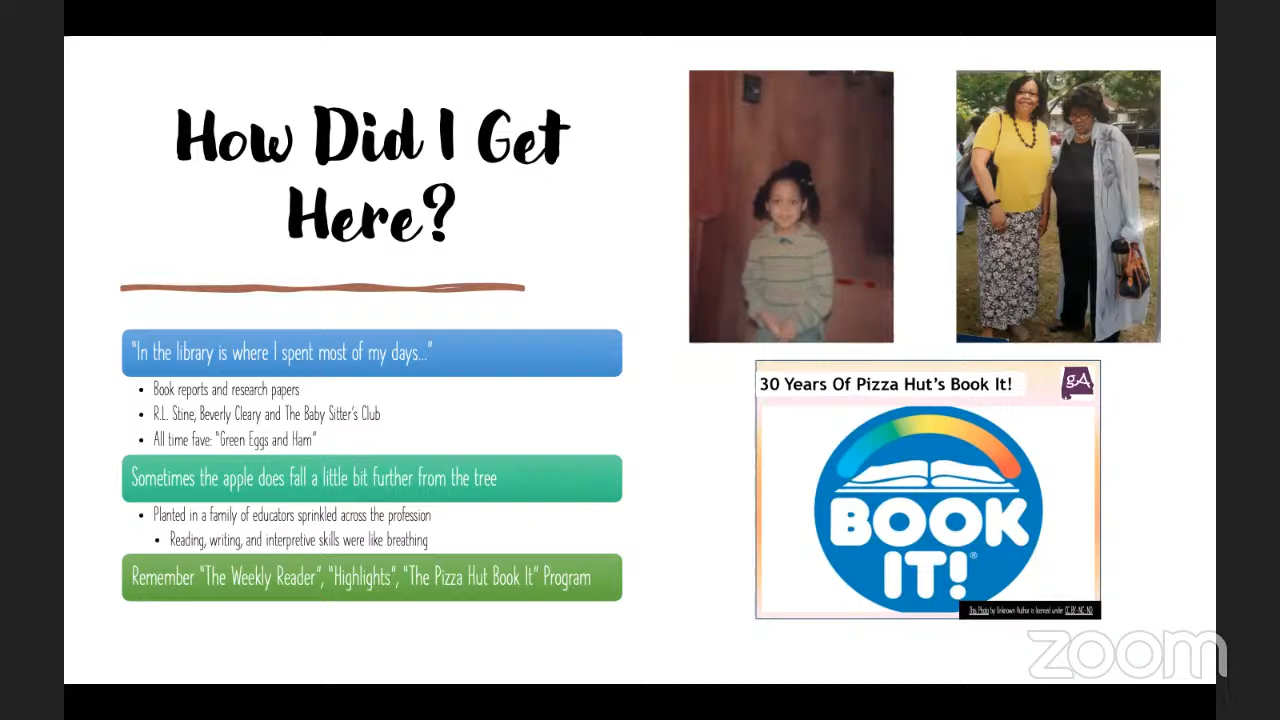 How Did I Get
Here?
"In the library is where I spent most of my days..."
• Book reports and research papers
• R.L. Stine, Beverly Cleary and The Baby Sitter's Club
• All time fave: "Green Eggs and Ham"
Sometimes the apple does fall a little bit further from the tree
• Planted in a family of educators sprinkled across the profession
• Reading, writing, and interpretive skills were like breathing
Remember "The Weekly Reader", "Highlights", "The Pizza Hut Book It" Program
30 Years Of Pizza Hut's Book It!
gA
BOOK
IT!®
This Photo by Unknown Author is licensed under CC BY-NC-ND
zoom